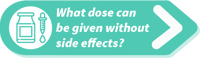 What dose can
be given without
side effects?